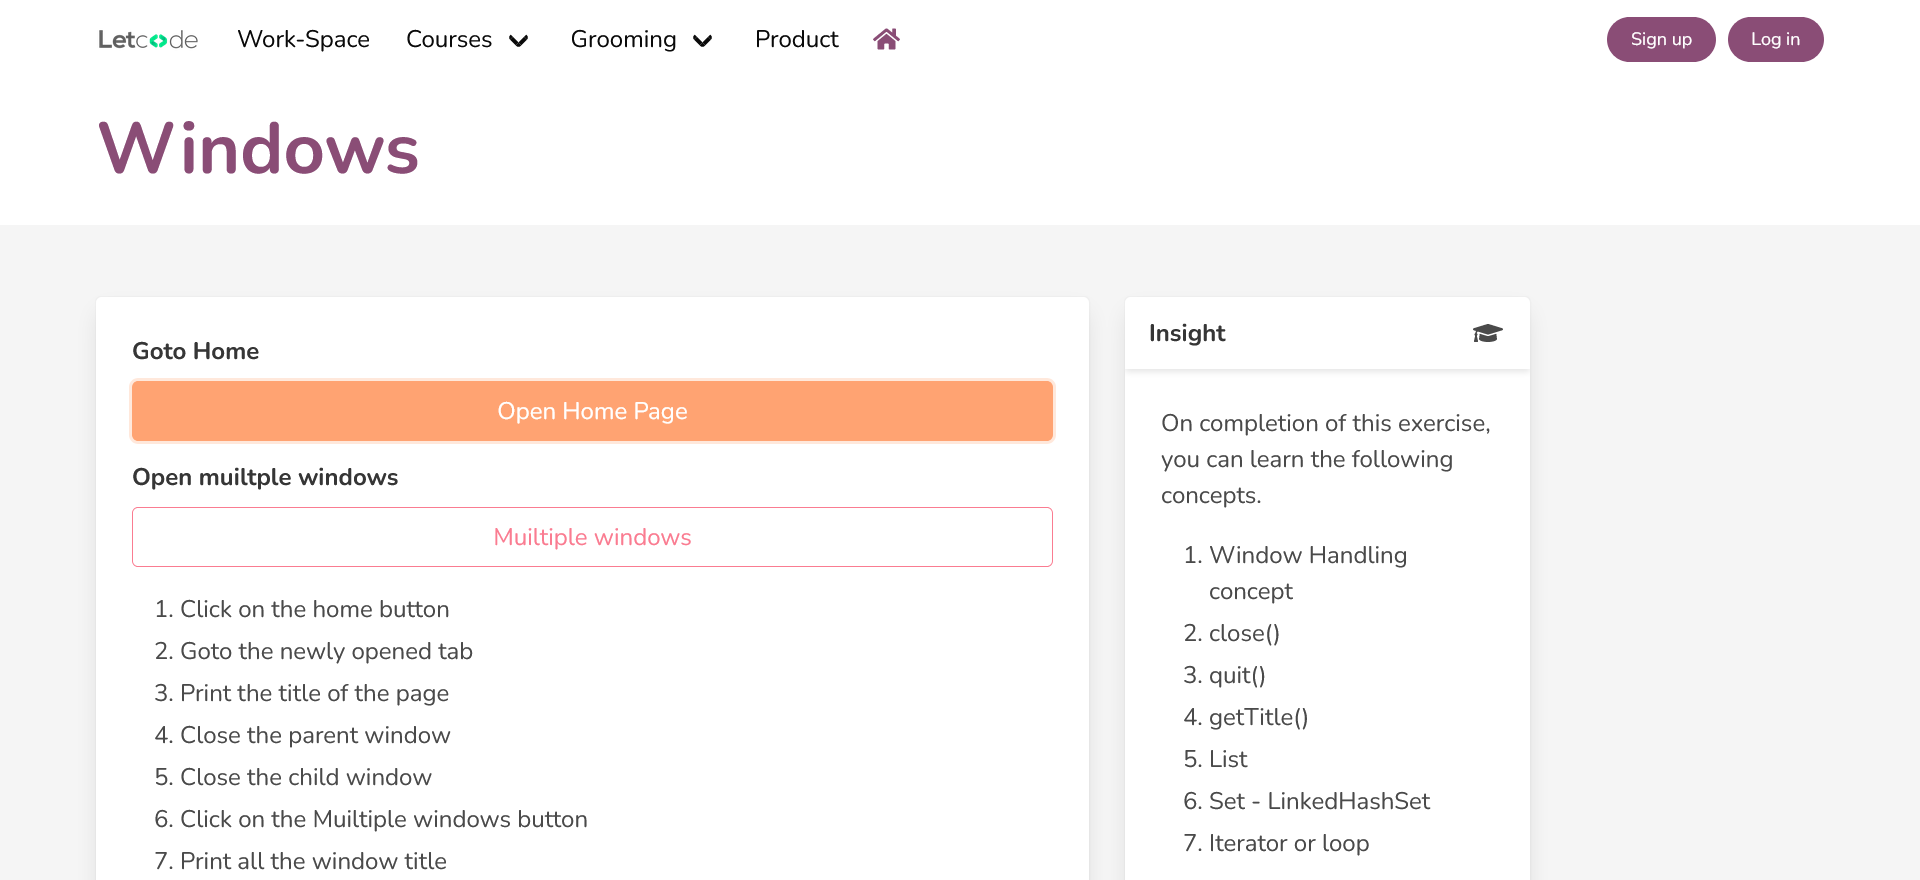 Letcode Work-Space Courses Grooming Product Sign up Log in
Windows
Goto Home
Open Home Page
Open muiltple windows
Muiltiple windows
1. Click on the home button
2. Goto the newly opened tab
3. Print the title of the page
4. Close the parent window
5. Close the child window
6. Click on the Muiltiple windows button
7. Print all the window title
Insight
On completion of this exercise,
you can learn the following
concepts.
1. Window Handling
concept
2. close()
3. quit()
4. getTitle()
5. List
6. Set - LinkedHashSet
7. Iterator or loop